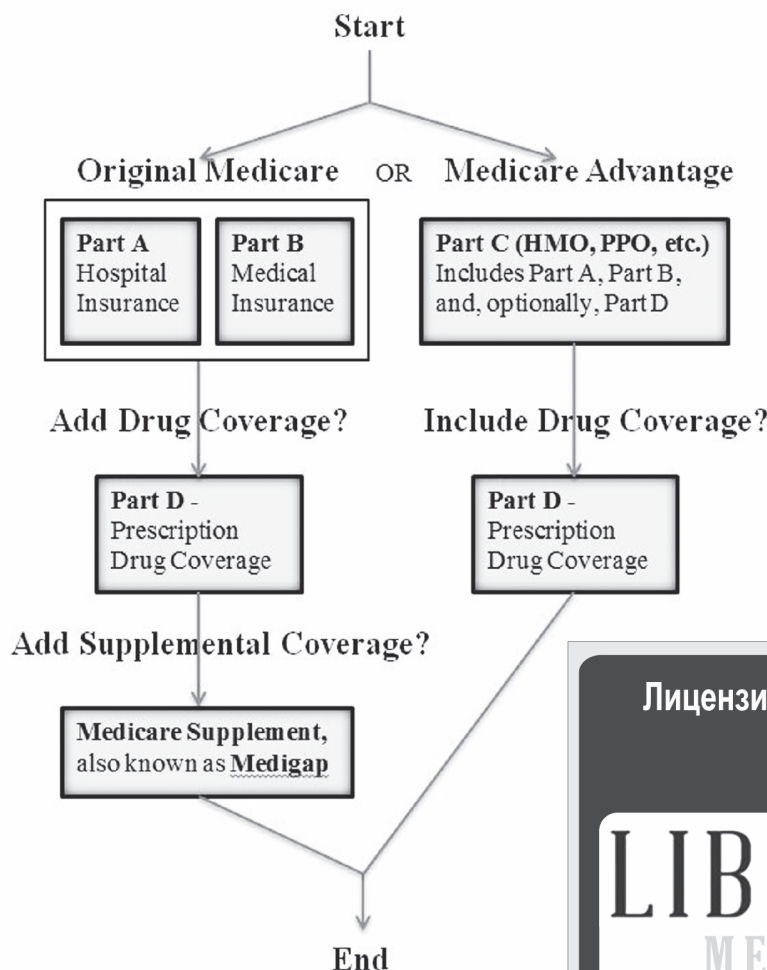 Start
Original Medicare OR Medicare Advantage
Part A
Hospital
Insurance
Part B
Medical
Insurance
Part C (HMO, PPO, etc.)
Includes Part A, Part B,
and, optionally, Part D
Add Drug Coverage?
Include Drug Coverage?
Part D -
Prescription
Drug Coverage
Part D -
Prescription
Drug Coverage
Add Supplemental Coverage?
Medicare Supplement,
also known as Medigap
End